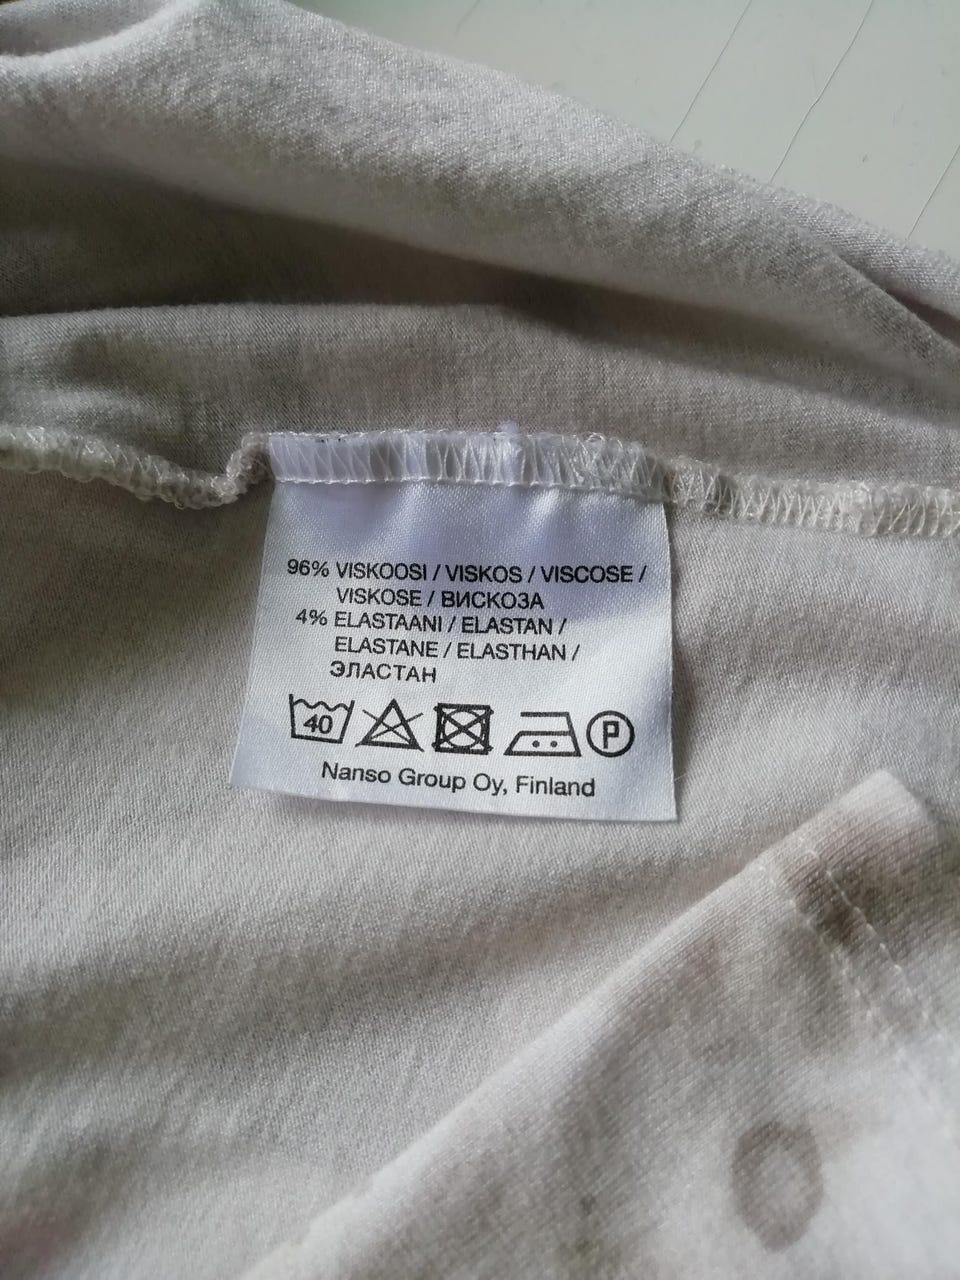 96% VISKOOSI / VISKOS / VISCOSE /
VISKOSE / ВИСКОЗА
4% ELASTAANI / ELASTAN /
ELASTANE / ELASTHAN /
ЭЛАСТАН
40 P
Nanso Group Oy, Finland